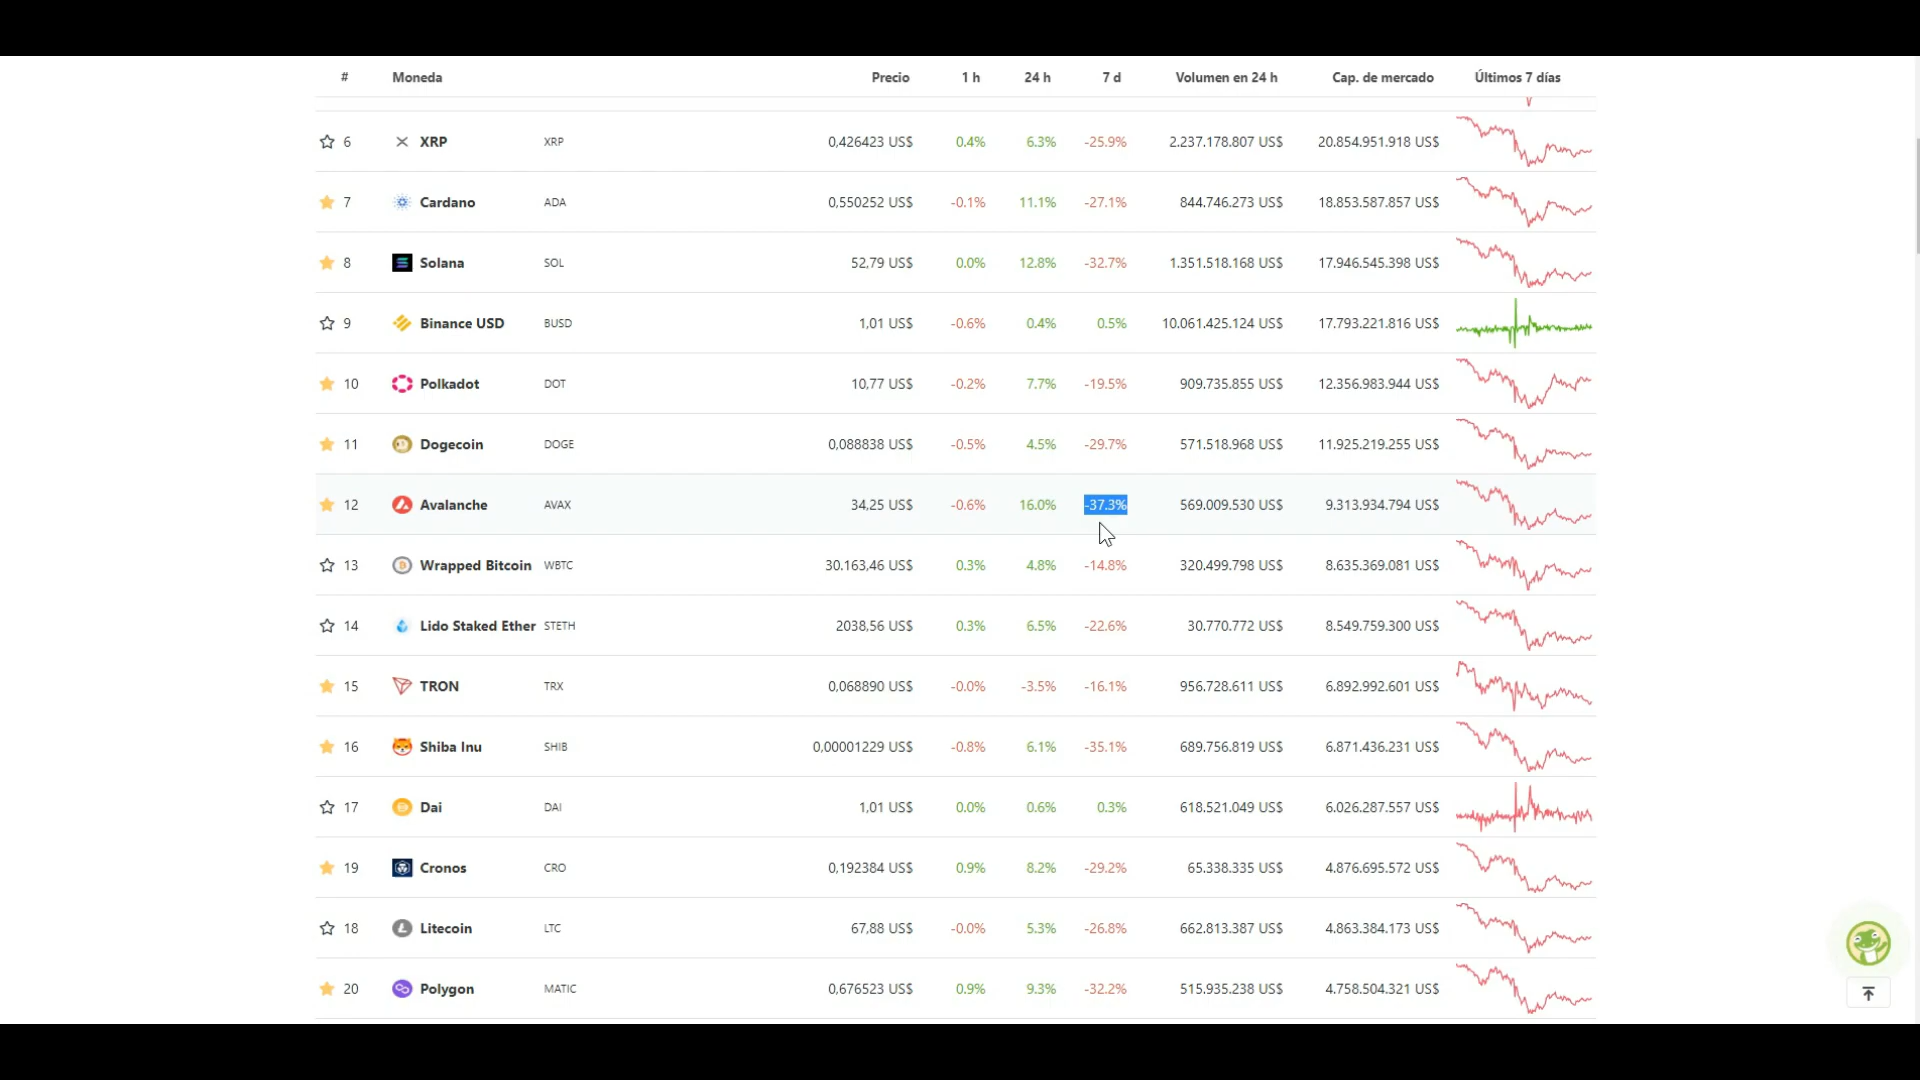 # Moneda Precio 1 h 24 h 7 d Volumen en 24 h Cap. de mercado Últimos 7 días
6 XRP XRP 0,426423 US$ 0.4% 6.3% -25.9% 2.237.178.807 US$ 20.854.951.918 US$
7 Cardano ADA 0,550252 US$ -0.1% 11.1% -27.1% 844.746.273 US$ 18.853.587.857 US$
8 Solana SOL 52,79 US$ 0.0% 12.8% -32.7% 1.351.518.168 US$ 17.946.545.398 US$
9 Binance USD BUSD 1,01 US$ -0.6% 0.4% 0.5% 10.061.425.124 US$ 17.793.221.816 US$
10 Polkadot DOT 10,77 US$ -0.2% 7.7% -19.5% 909.735.855 US$ 12.356.983.944 US$
11 Dogecoin DOGE 0,088838 US$ -0.5% 4.5% -29.7% 571.518.968 US$ 11.925.219.255 US$
12 Avalanche AVAX 34,25 US$ -0.6% 16.0% -37.3% 569.009.530 US$ 9.313.934.794 US$
13 Wrapped Bitcoin WBTC 30.163,46 US$ 0.3% 4.8% -14.8% 320.499.798 US$ 8.635.369.081 US$
14 Lido Staked Ether STETH 2038,56 US$ 0.3% 6.5% -22.6% 30.770.772 US$ 8.549.759.300 US$
15 TRON TRX 0,068890 US$ -0.0% -3.5% -16.1% 956.728.611 US$ 6.892.992.601 US$
16 Shiba Inu SHIB 0,00001229 US$ -0.8% 6.1% -35.1% 689.756.819 US$ 6.871.436.231 US$
17 Dai DAI 1,01 US$ 0.0% 0.6% 0.3% 618.521.049 US$ 6.026.287.557 US$
19 Cronos CRO 0,192384 US$ 0.9% 8.2% -29.2% 65.338.335 US$ 4.876.695.572 US$
18 Litecoin LTC 67,88 US$ -0.0% 5.3% -26.8% 662.813.387 US$ 4.863.384.173 US$
20 Polygon MATIC 0,676523 US$ 0.9% 9.3% -32.2% 515.935.238 US$ 4.758.504.321 US$